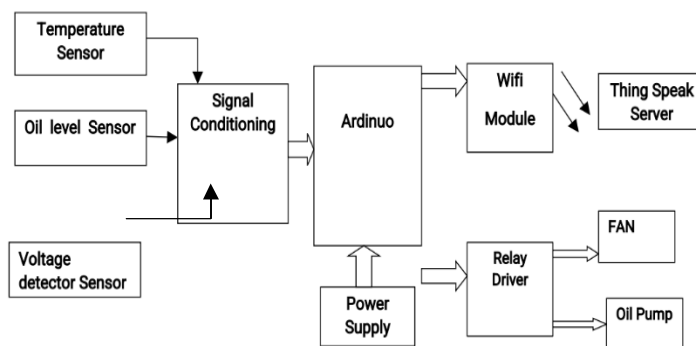 Temperature
Sensor
Oil level Sensor
Voltage
detector Sensor
Signal
Conditioning
Ardinuo
Power
Supply
Wifi
Module
Thing Speak
Server
Relay
Driver
FAN
Oil Pump